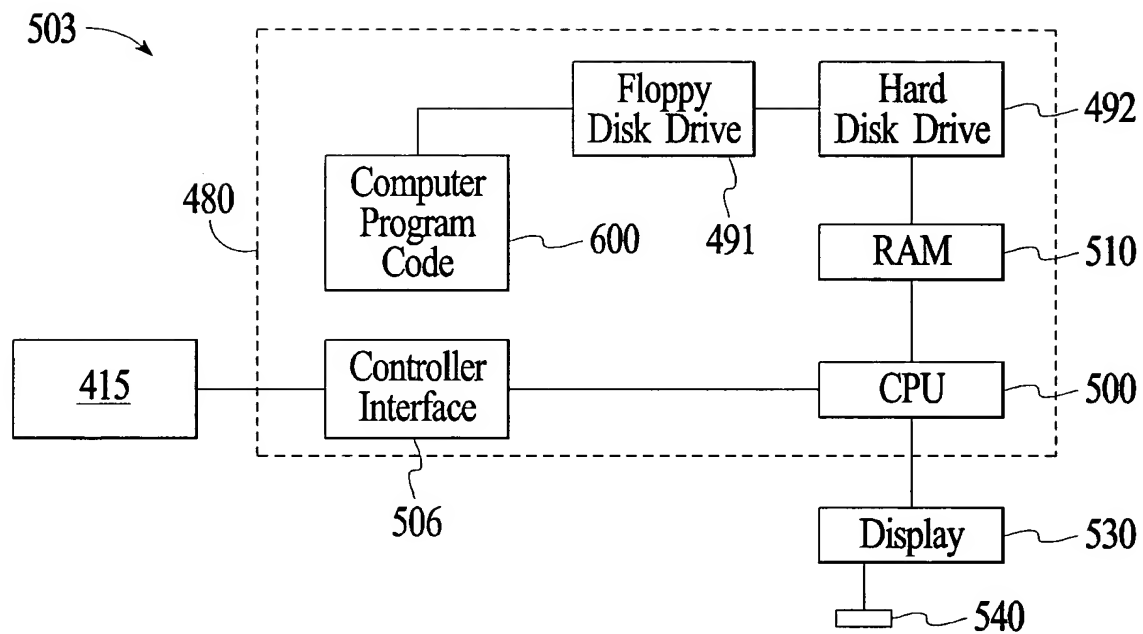 503
Floppy
Disk Drive
Hard
Disk Drive
492
480
Computer
Program
Code
600
491
RAM
510
415
Controller
Interface
CPU
500
506
Display
530
540